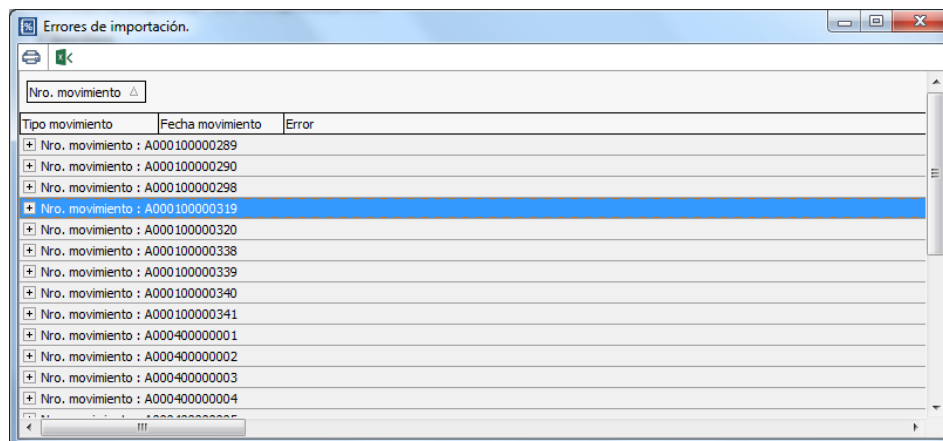 Errores de importación.
Nro. movimiento
Tipo movimiento Fecha movimiento Error
Nro. movimiento : A000100000289
Nro. movimiento : A000100000290
Nro. movimiento : A000100000298
Nro. movimiento : A000100000319
Nro. movimiento : A000100000320
Nro. movimiento : A000100000338
Nro. movimiento : A000100000339
Nro. movimiento : A000100000340
Nro. movimiento : A000100000341
Nro. movimiento : A000400000001
Nro. movimiento : A000400000002
Nro. movimiento : A000400000003
Nro. movimiento : A000400000004